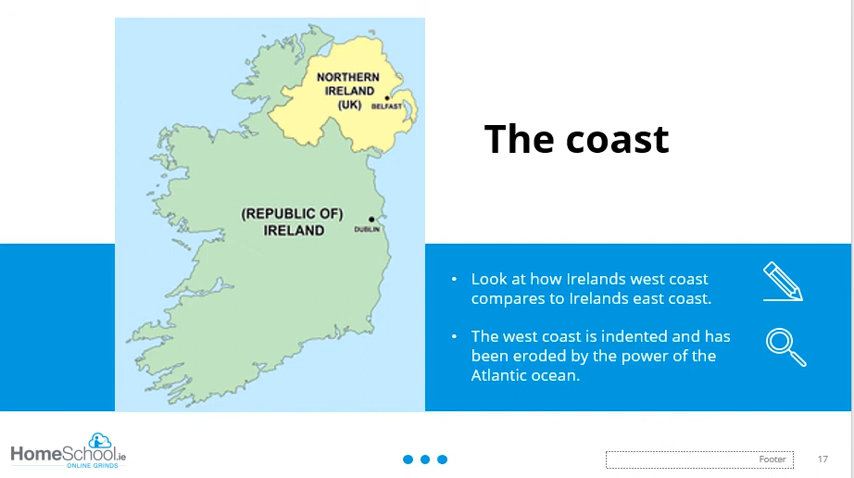 NORTHERN
IRELAND
(UK)
BELFAST
The coast
(REPUBLIC OF)
IRELAND
DUBLIN
• Look at how Irelands west coast
compares to Irelands east coast.
• The west coast is indented and has
been eroded by the power of the
Atlantic ocean.
HomeSchool.ie
ONLINE GRINDS
Footer
17